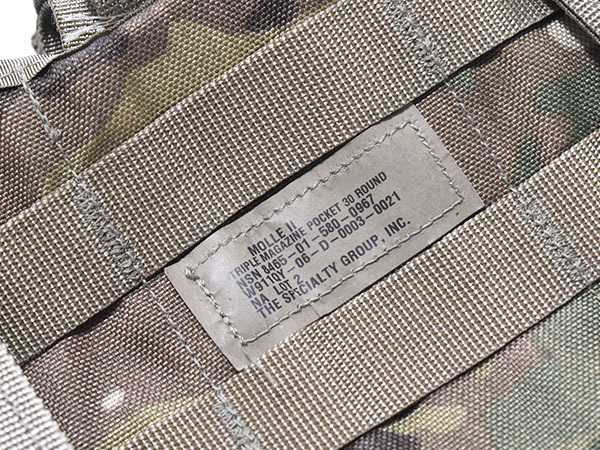 MOLLE II
TRIPLE MAGAZINE POCKET 30 ROUND
NSN 8465-01-580-0967
W91
-06-D-0003-0021
NA LOT 2
THE SPECIALTY GROUP, INC.